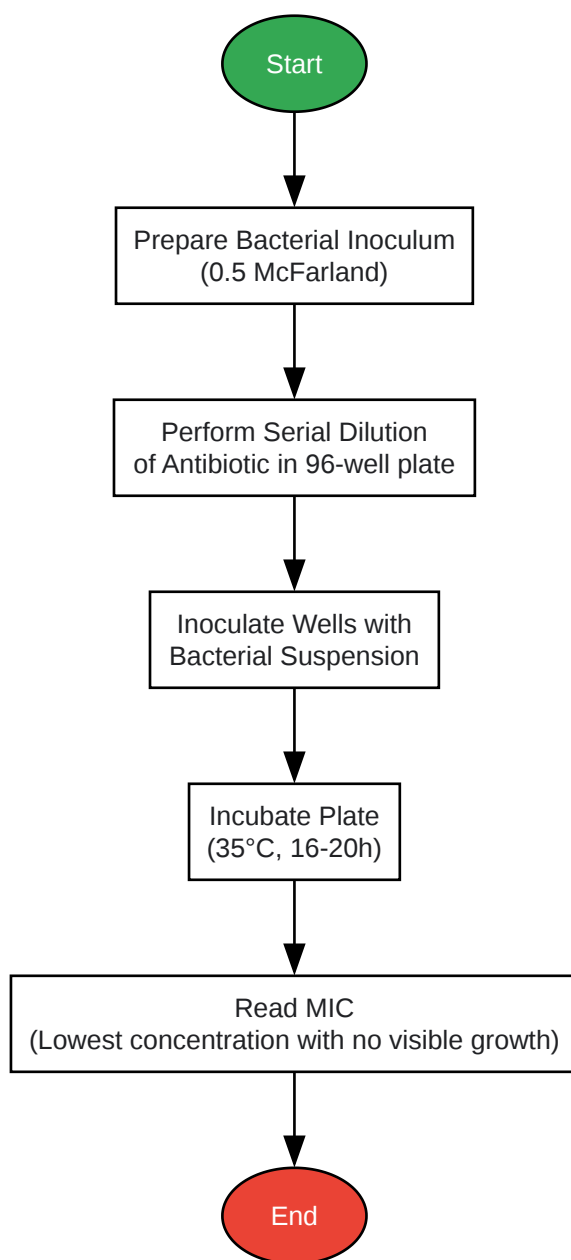 Start
Prepare Bacterial Inoculum
(0.5 McFarland)
Perform Serial Dilution
of Antibiotic in 96-well plate
Inoculate Wells with
Bacterial Suspension
Incubate Plate
(35°C, 16-20h)
Read MIC
(Lowest concentration with no visible growth)
End